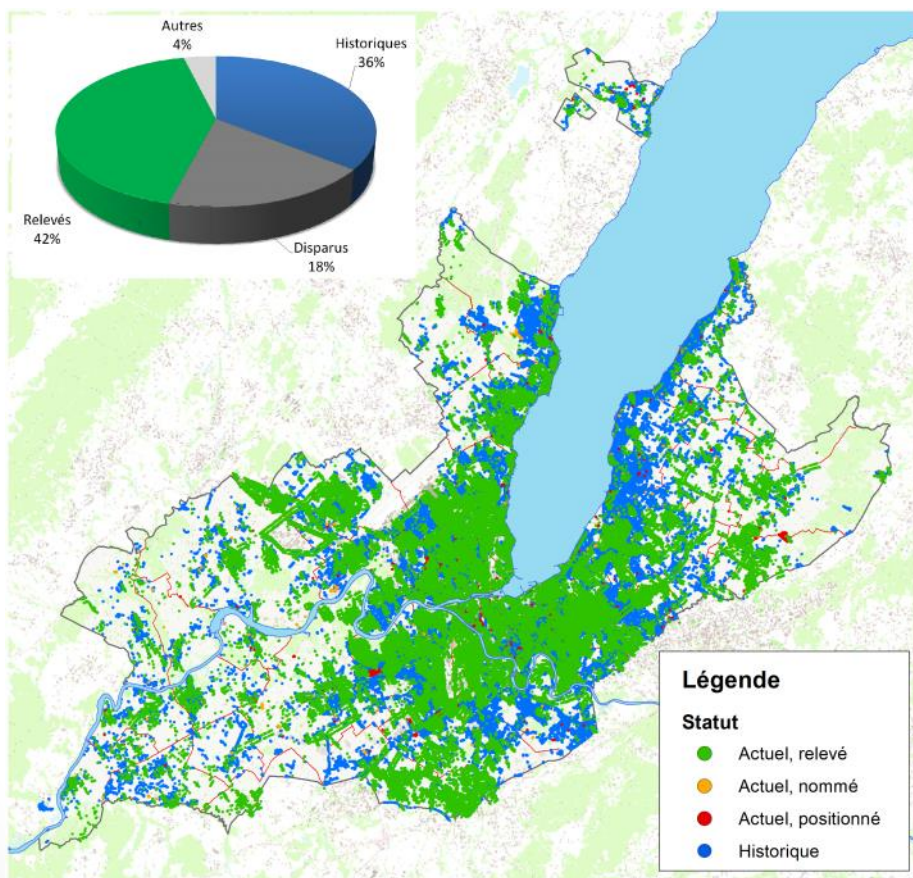 Autres
4%
Historiques
36%
Relevés
42%
Disparus
18%
Légende
Statut
Actuel, relevé
Actuel, nommé
Actuel, positionné
Historique